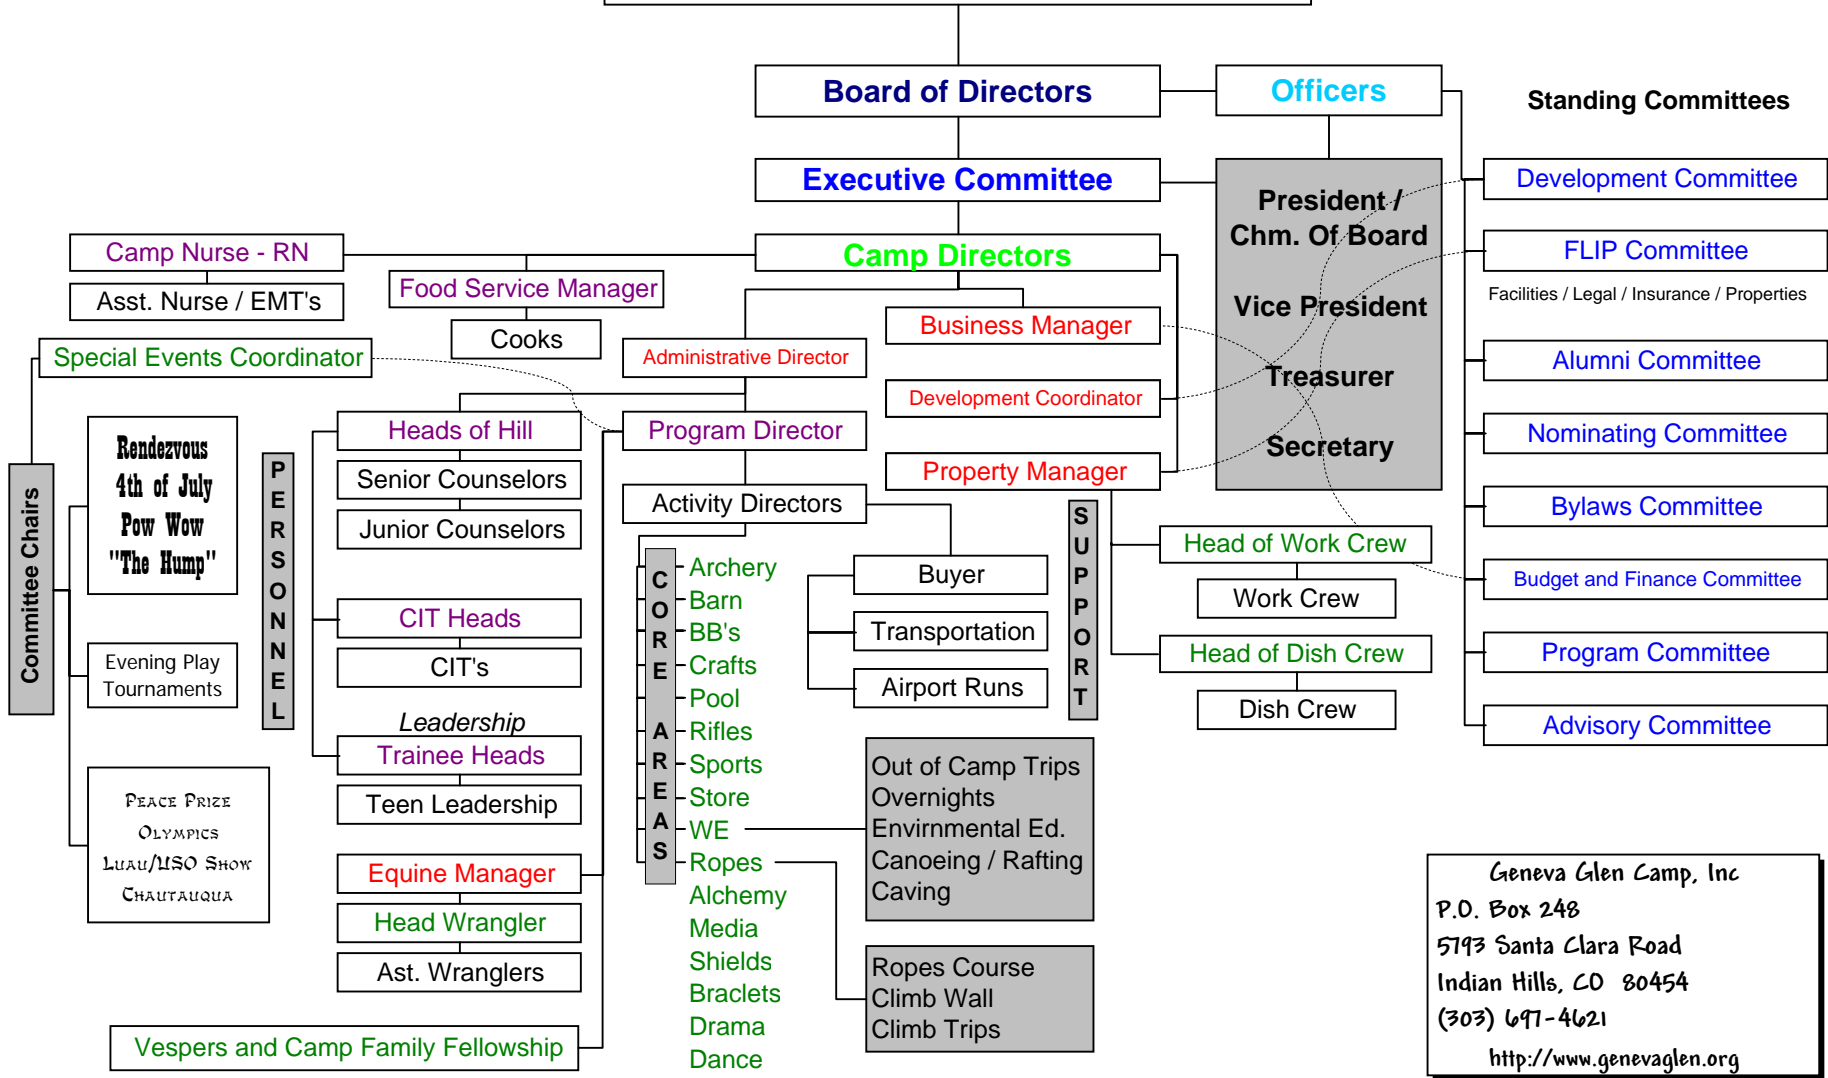 Board of Directors
Officers
Standing Committees
Executive Committee
President /
Chm. Of Board
Vice President
Treasurer
Secretary
Development Committee
FLIP Committee
Facilities / Legal / Insurance / Properties
Alumni Committee
Nominating Committee
Bylaws Committee
Budget and Finance Committee
Program Committee
Advisory Committee
Camp Directors
Camp Nurse - RN
Asst. Nurse / EMT's
Food Service Manager
Cooks
Business Manager
Administrative Director
Development Coordinator
Property Manager
Special Events Coordinator
Committee Chairs
Rendezvous
4th of July
Pow Wow
"The Hump"
Evening Play
Tournaments
Peace Prize
Olympics
Luau/USO Show
Chautauqua
PERSONNEL
Heads of Hill
Senior Counselors
Junior Counselors
CIT Heads
CIT's
Leadership
Trainee Heads
Teen Leadership
Program Director
Equine Manager
Head Wrangler
Ast. Wranglers
Vespers and Camp Family Fellowship
Activity Directors
CORE AREAS
Archery
Barn
BB's
Crafts
Pool
Rifles
Sports
Store
WE
Ropes
Alchemy
Media
Shields
Braclets
Drama
Dance
Buyer
Transportation
Airport Runs
Out of Camp Trips
Overnights
Envirnmental Ed.
Canoeing / Rafting
Caving
Ropes Course
Climb Wall
Climb Trips
SUPPORT
Head of Work Crew
Work Crew
Head of Dish Crew
Dish Crew
Geneva Glen Camp, Inc
P.O. Box 248
5793 Santa Clara Road
Indian Hills, CO 80454
(303) 697-4621
http://www.genevaglen.org